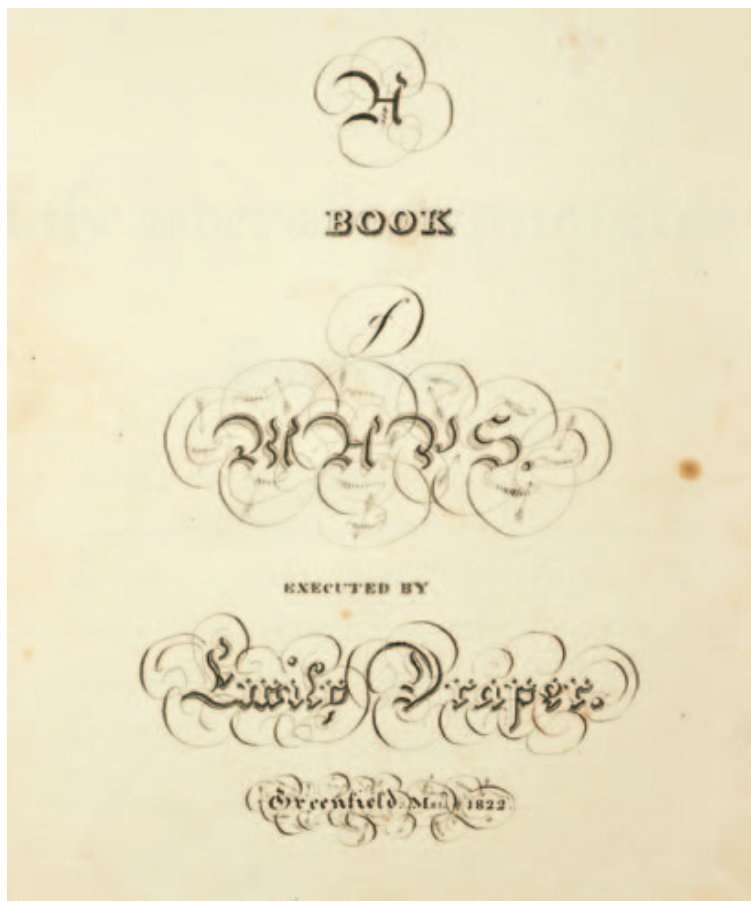 A
BOOK
of
MAPS.
EXECUTED BY
Emily Draper.
Greenfield. 1822